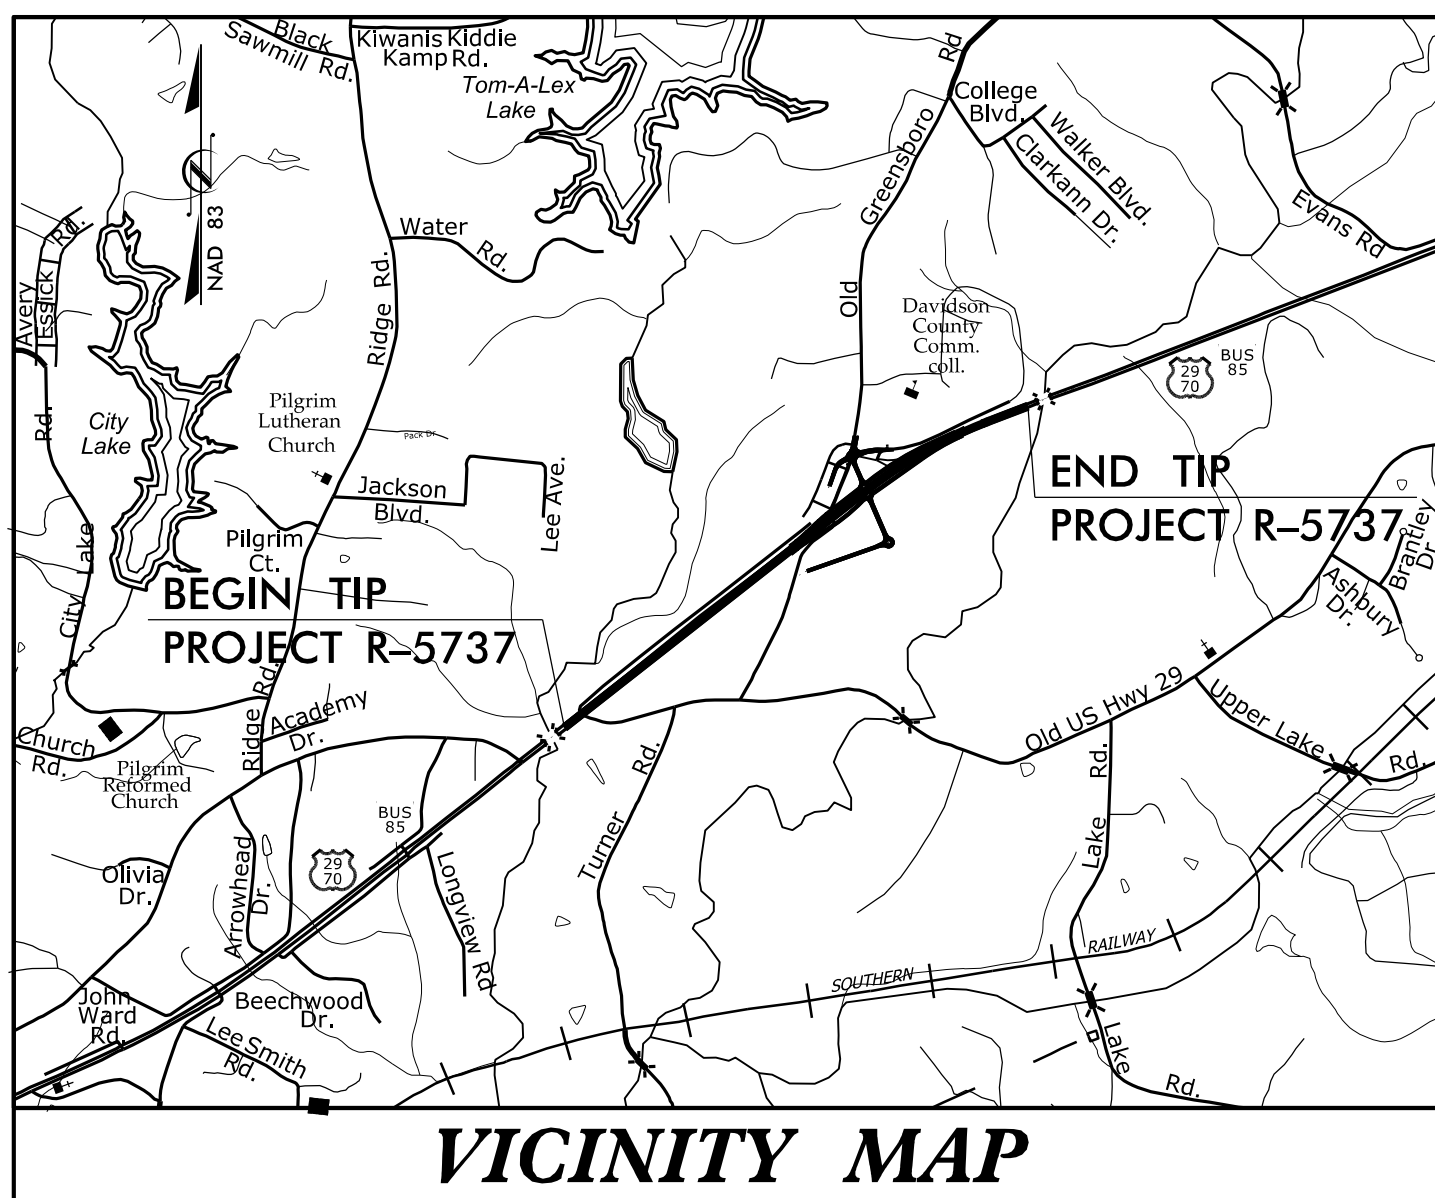 Black
Sawmill Rd.
Kiwanis Kiddie
Kamp Rd.
Tom-A-Lex
Lake
Rd
College
Blvd.
Walker Blvd.
Clarkann Dr.
Greensboro
Old
Evans Rd
NAD 83
Rd.
Essick
Avery
Rd.
Water
Rd.
Ridge Rd.
Davidson
County
Comm.
coll.
29
70
BUS
85
City
Lake
Pilgrim
Lutheran
Church
Pack Dr
Jackson
Blvd.
Lee Ave.
Pilgrim
Ct.
City Lake
END TIP
PROJECT R–5737
Brantley
Dr.
Ashbury
Dr.
BEGIN TIP
PROJECT R–5737
Ridge Rd.
Academy
Dr.
Church
Rd.
Pilgrim
Reformed
Church
Old US Hwy 29
Upper Lake
Rd.
Turner Rd.
Lake Rd.
BUS
85
29
70
Olivia
Dr.
Arrowhead
Dr.
Longview Rd
SOUTHERN
RAILWAY
John
Ward
Rd.
Beechwood
Dr.
Lee Smith
Rd.
Lake
Rd.
VICINITY MAP